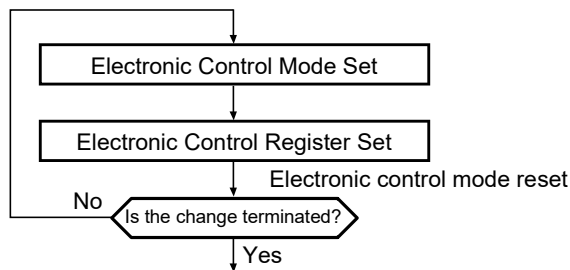 Electronic Control Mode Set
Electronic Control Register Set
Electronic control mode reset
No
Is the change terminated?
Yes